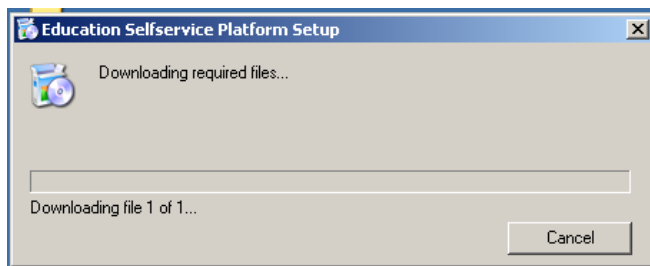 Education Selfservice Platform Setup
Downloading required files...
Downloading file 1 of 1...
Cancel